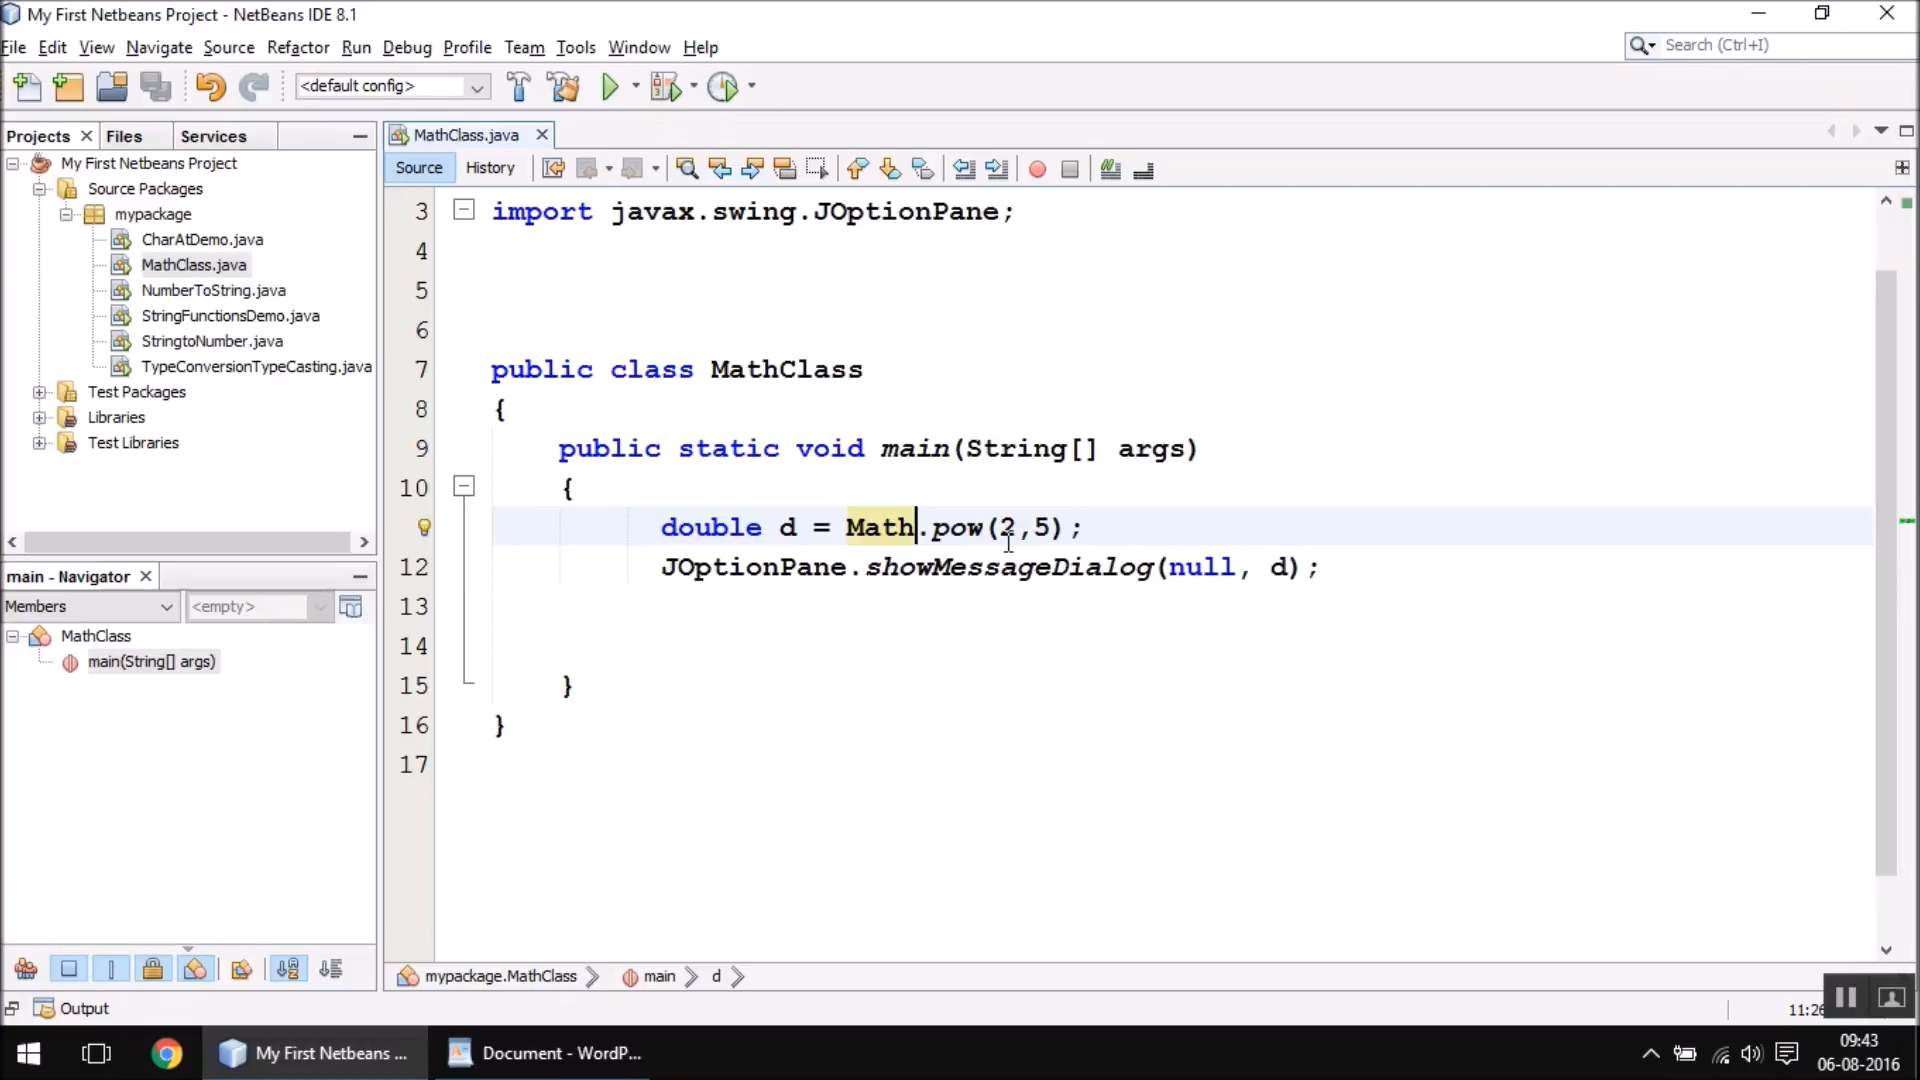 My First Netbeans Project - NetBeans IDE 8.1
File Edit View Navigate Source Refactor Run Debug Profile Team Tools Window Help
Search (Ctrl+I)
<default config>
Projects Files Services
MathClass.java
Source History
My First Netbeans Project
Source Packages
mypackage
CharAtDemo.java
MathClass.java
NumberToString.java
StringFunctionsDemo.java
StringtoNumber.java
TypeConversionTypeCasting.java
Test Packages
Libraries
Test Libraries
main - Navigator
Members <empty>
MathClass
main(String[] args)
3 import javax.swing.JOptionPane;
4
5
6
7 public class MathClass
8 {
9 public static void main(String[] args)
10 {
double d = Math.pow(2,5);
12 JOptionPane.showMessageDialog(null, d);
13
14
15 }
16 }
17
mypackage.MathClass main d
Output
11:26
My First Netbeans ...
Document - WordP...
09:43
06-08-2016